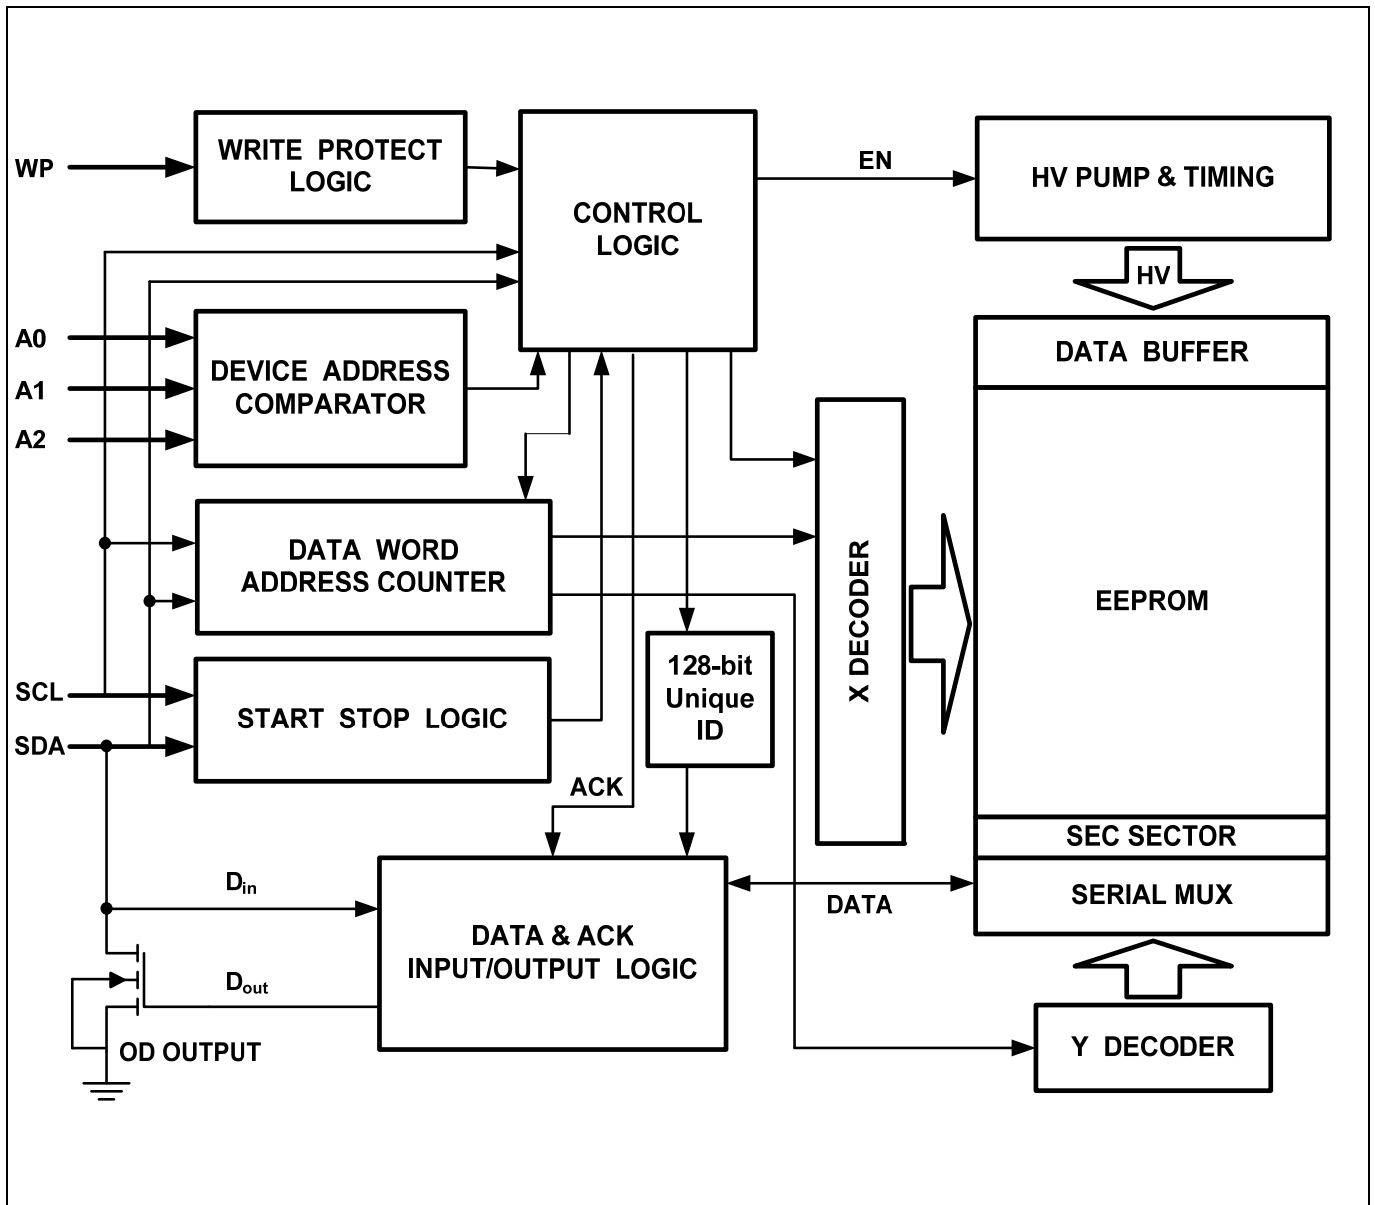 WP
WRITE PROTECT
LOGIC
CONTROL
LOGIC
EN
HV PUMP & TIMING
HV
A0
A1
A2
DEVICE ADDRESS
COMPARATOR
DATA BUFFER
DATA WORD
ADDRESS COUNTER
X DECODER
EEPROM
SCL
SDA
START STOP LOGIC
128-bit
Unique
ID
ACK
SEC SECTOR
SERIAL MUX
Din
DATA & ACK
INPUT/OUTPUT LOGIC
DATA
Dout
OD OUTPUT
Y DECODER